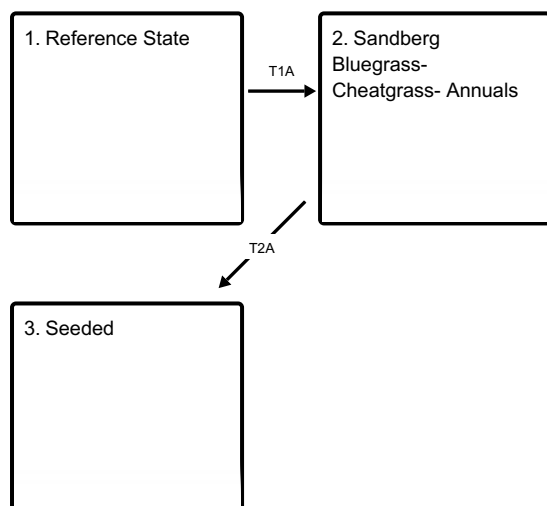 1. Reference State
T1A
2. Sandberg
Bluegrass-
Cheatgrass- Annuals
T2A
3. Seeded